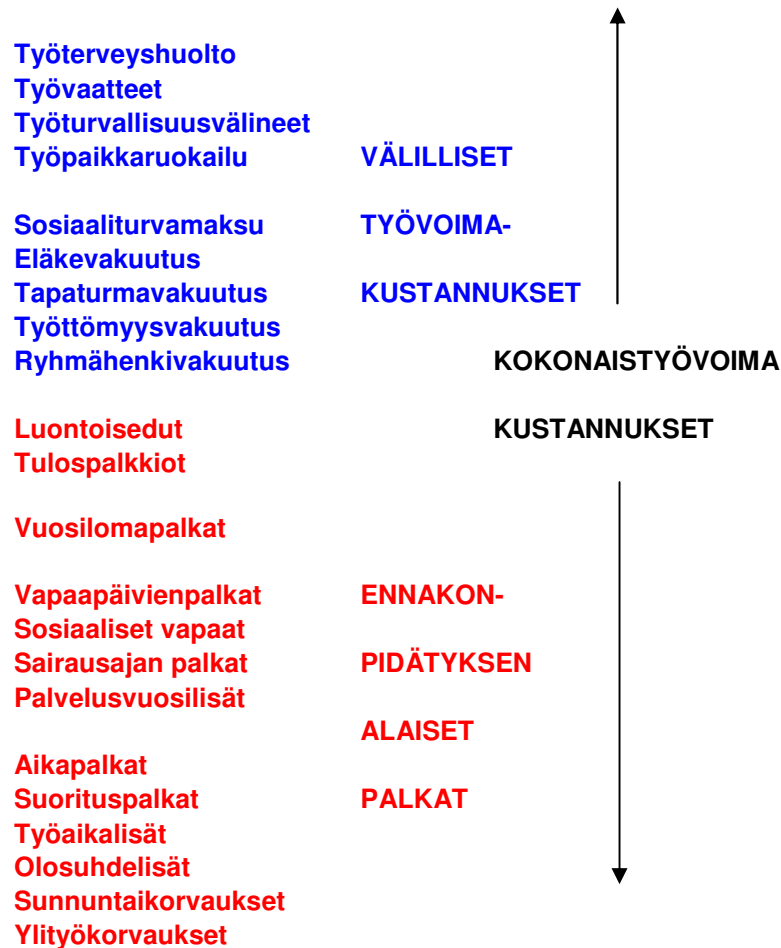 Työterveyshuolto
Työvaatteet
Työturvallisuusvälineet
Työpaikkaruokailu VÄLILLISET
Sosiaaliturvamaksu TYÖVOIMA-
Eläkevakuutus
Tapaturmavakuutus KUSTANNUKSET
Työttömyysvakuutus
Ryhmähenkivakuutus KOKONAISTYÖVOIMA
Luontoisedut KUSTANNUKSET
Tulospalkkiot
Vuosilomapalkat
Vapaapäivienpalkat ENNAKON-
Sosiaaliset vapaat
Sairausajan palkat PIDÄTYKSEN
Palvelusvuosilisät
ALAISET
Aikapalkat
Suorituspalkat PALKAT
Työaikalisät
Olosuhdelisät
Sunnuntaikorvaukset
Ylityökorvaukset